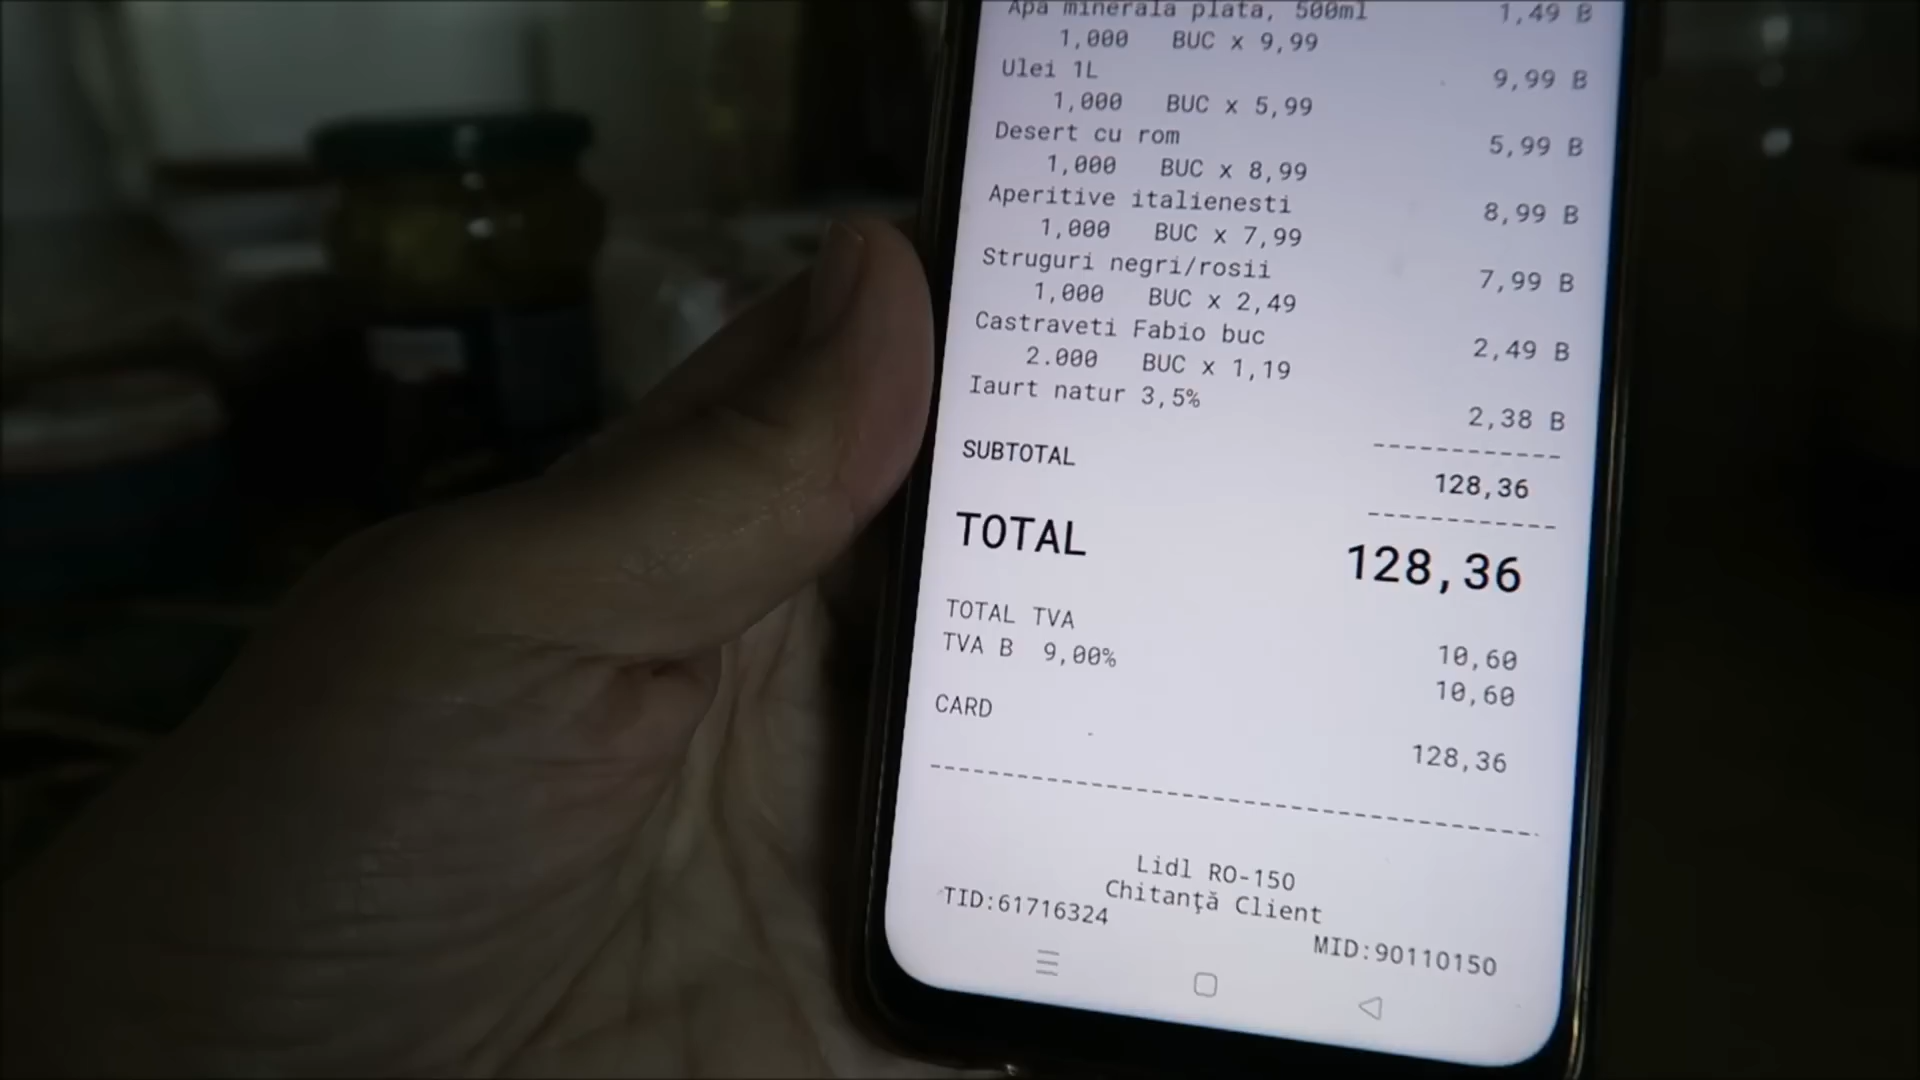 Apa minerala plata, 500ml 1,49 B
1,000 BUC x 9,99
Ulei 1L 9,99 B
1,000 BUC x 5,99
Desert cu rom 5,99 B
1,000 BUC x 8,99
Aperitive italienesti 8,99 B
1,000 BUC x 7,99
Struguri negri/rosii 7,99 B
1,000 BUC x 2,49
Castraveti Fabio buc 2,49 B
2.000 BUC x 1,19
Iaurt natur 3,5% 2,38 B
SUBTOTAL 128,36
TOTAL 128,36
TOTAL TVA 10,60
TVA B 9,00% 10,60
CARD 128,36
Lidl RO-150
Chitanţă Client
TID:61716324
MID:90110150